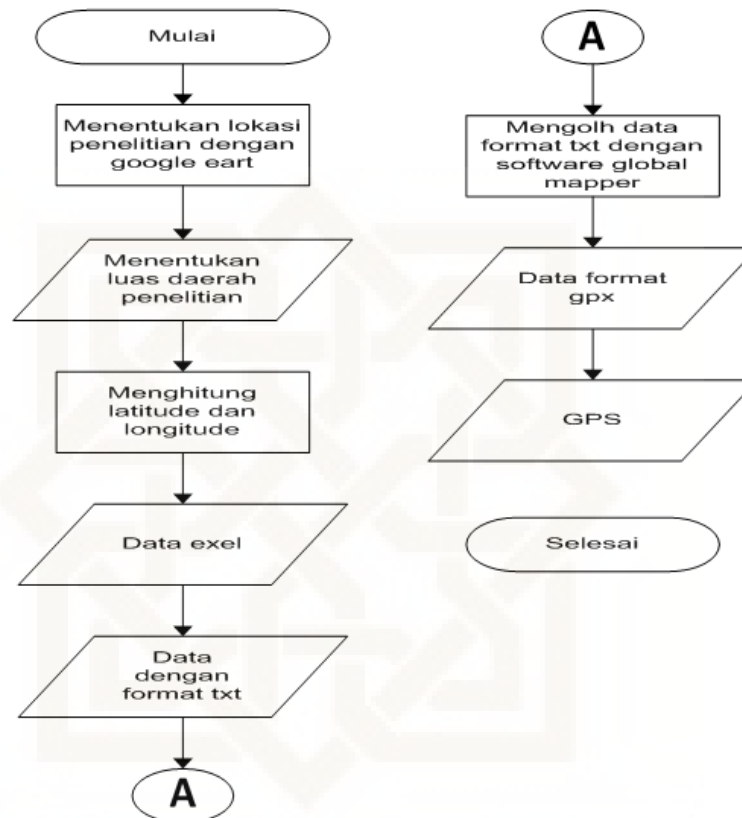 Mulai
Menentukan lokasi
penelitian dengan
google eart
Menentukan
luas daerah
penelitian
Menghitung
latitude dan
longitude
Data exel
Data
dengan
format txt
A
A
Mengolh data
format txt dengan
software global
mapper
Data format
gpx
GPS
Selesai